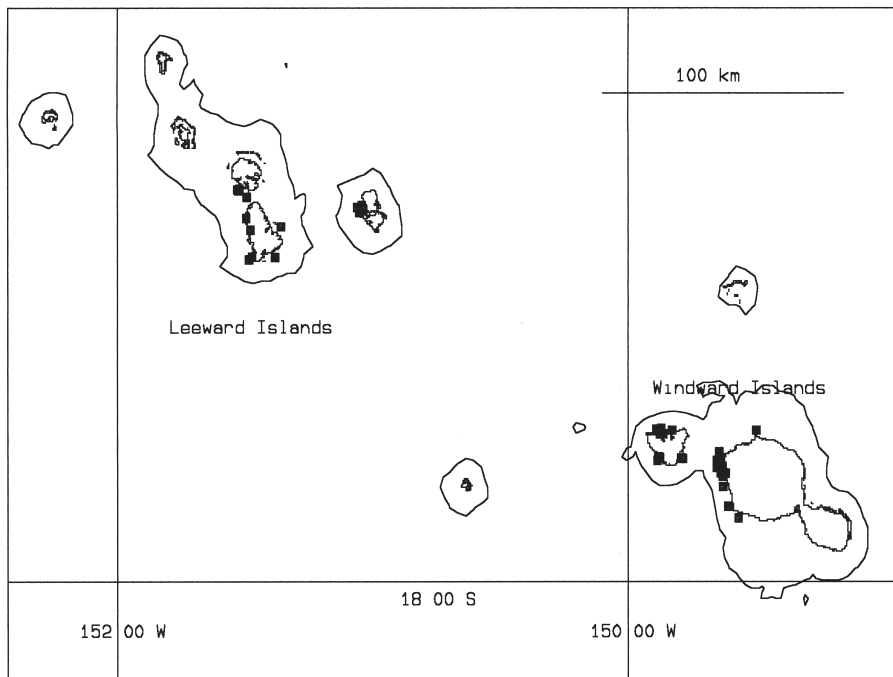 100 km
Leeward Islands
Windward Islands
18 00 S
152 00 W
150 00 W